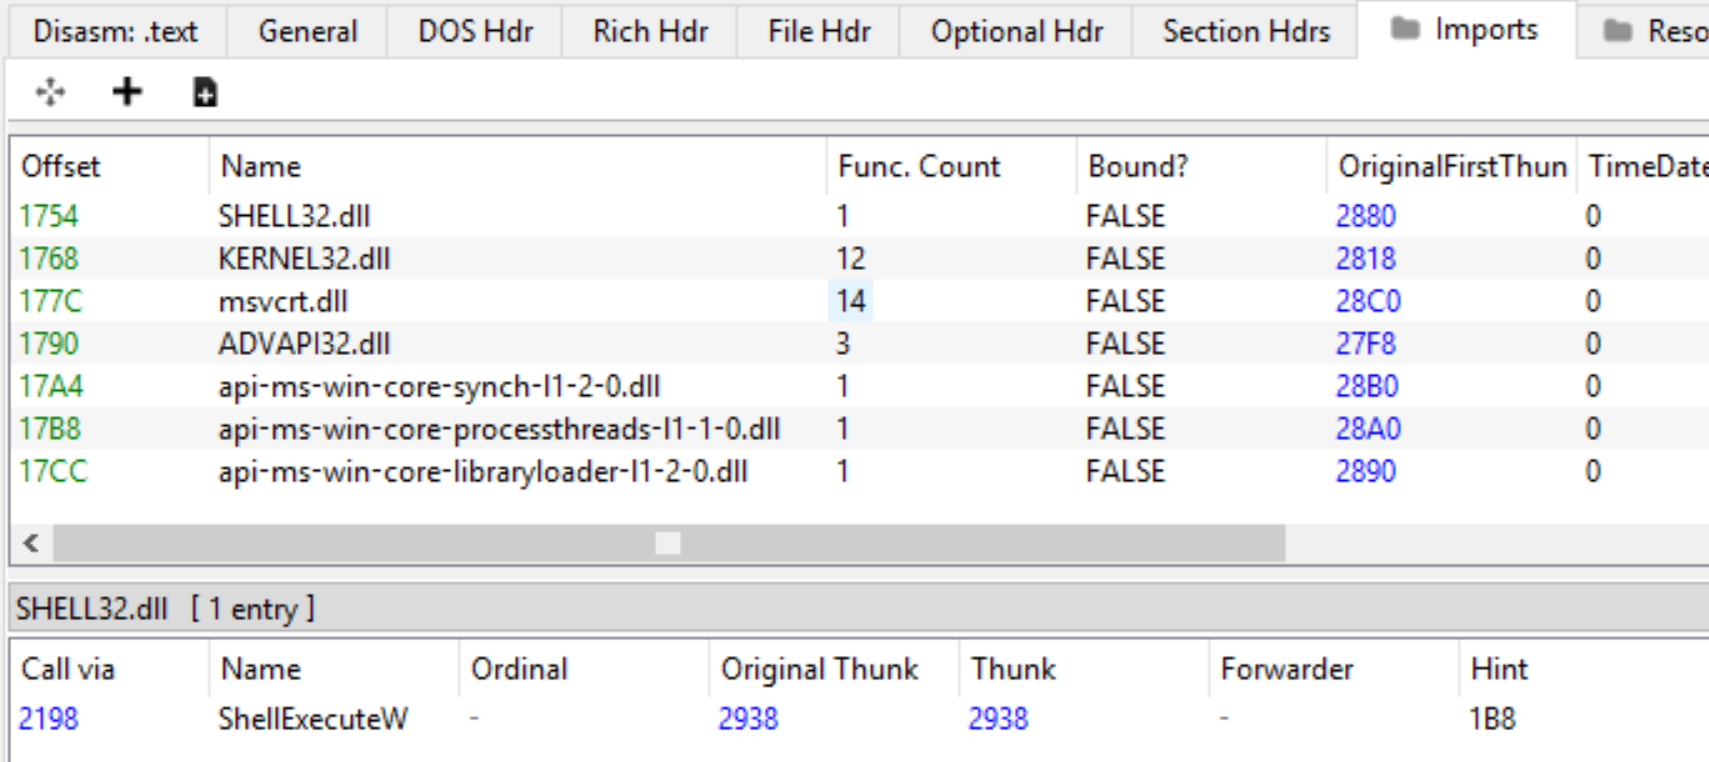 Disasm: .text General DOS Hdr Rich Hdr File Hdr Optional Hdr Section Hdrs Imports Reso
Offset Name Func. Count Bound? OriginalFirstThun TimeDate
1754 SHELL32.dll 1 FALSE 2880 0
1768 KERNEL32.dll 12 FALSE 2818 0
177C msvcrt.dll 14 FALSE 28C0 0
1790 ADVAPI32.dll 3 FALSE 27F8 0
17A4 api-ms-win-core-synch-l1-2-0.dll 1 FALSE 28B0 0
17B8 api-ms-win-core-processthreads-l1-1-0.dll 1 FALSE 28A0 0
17CC api-ms-win-core-libraryloader-l1-2-0.dll 1 FALSE 2890 0
SHELL32.dll [ 1 entry ]
Call via Name Ordinal Original Thunk Thunk Forwarder Hint
2198 ShellExecuteW - 2938 2938 - 1B8